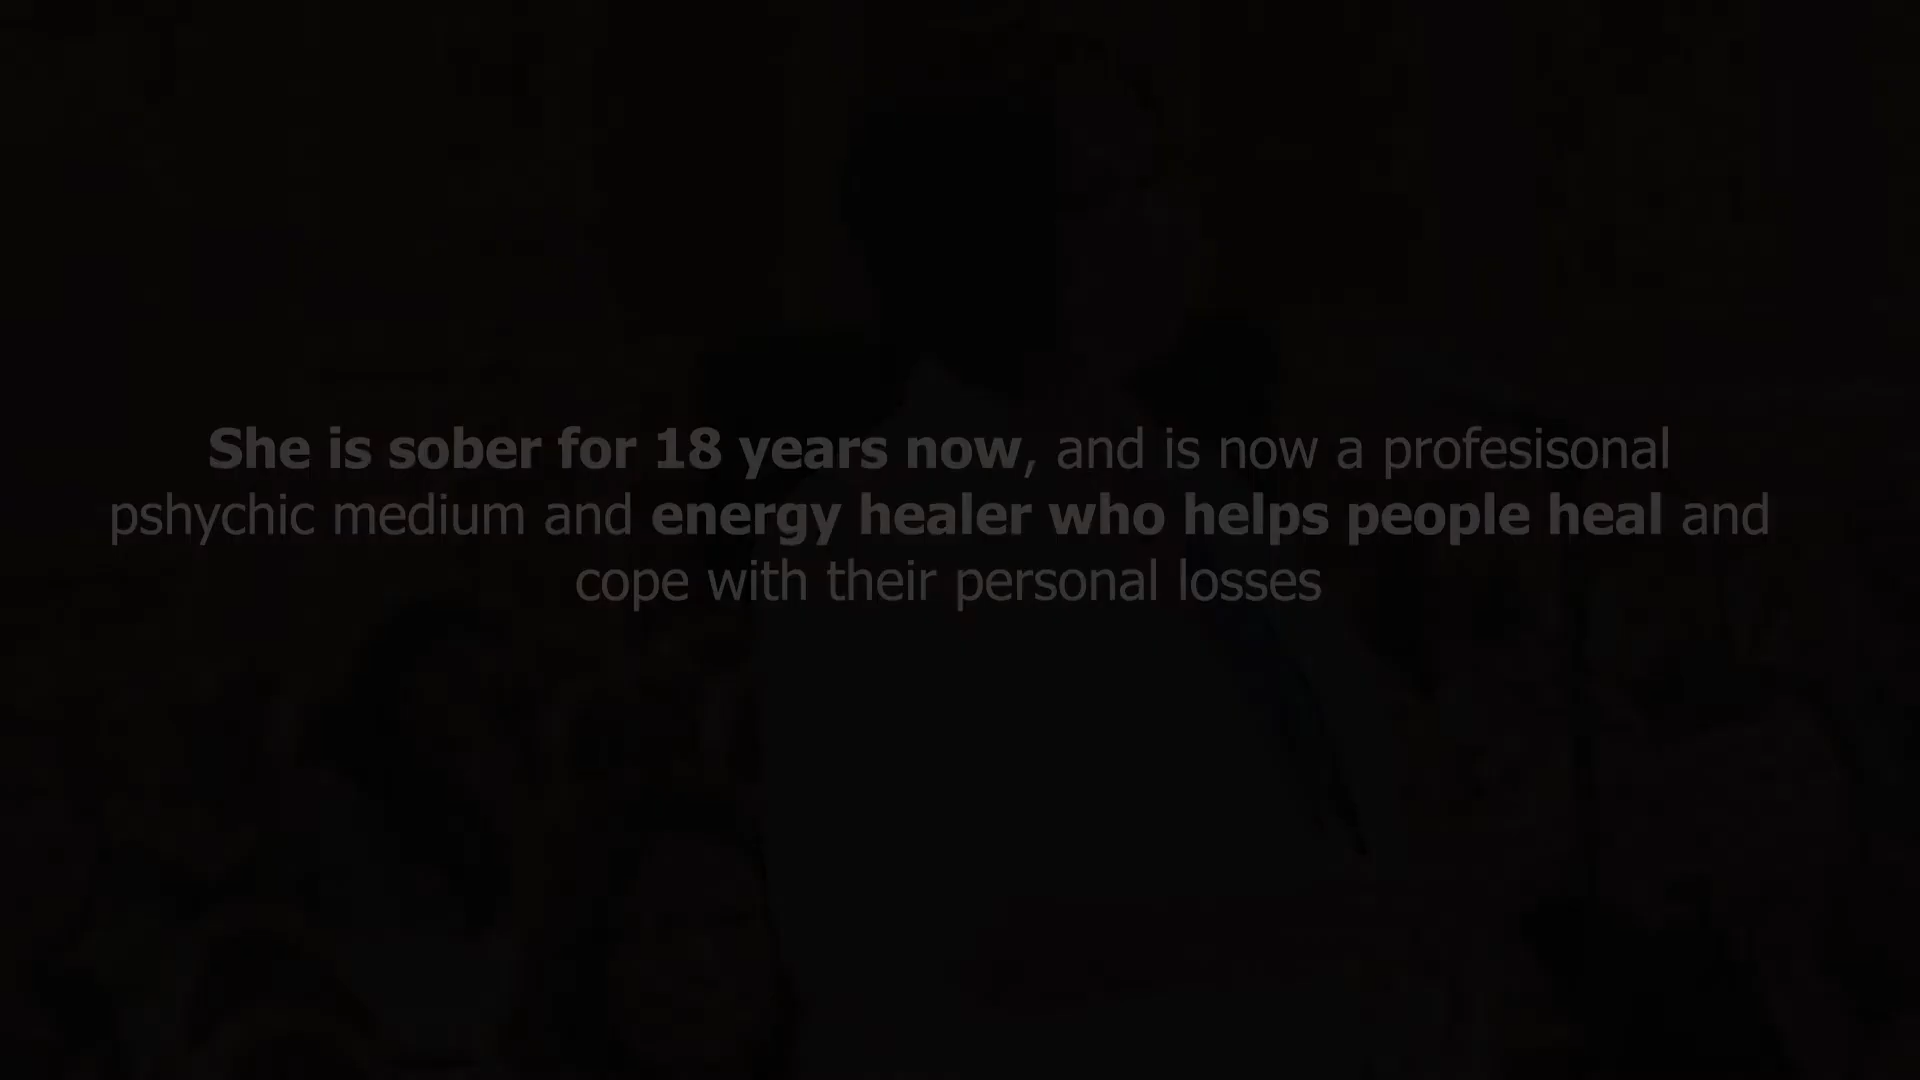 She is sober for 18 years now, and is now a profesisonal
pshychic medium and energy healer who helps people heal and
cope with their personal losses